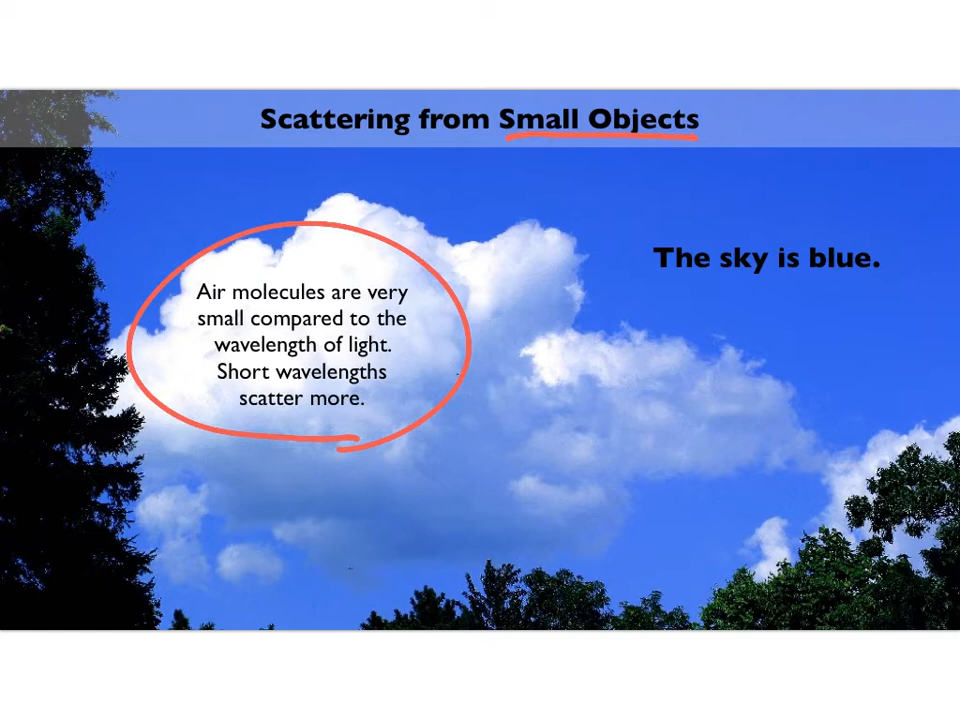 Scattering from Small Objects
The sky is blue.
Air molecules are very
small compared to the
wavelength of light.
Short wavelengths
scatter more.